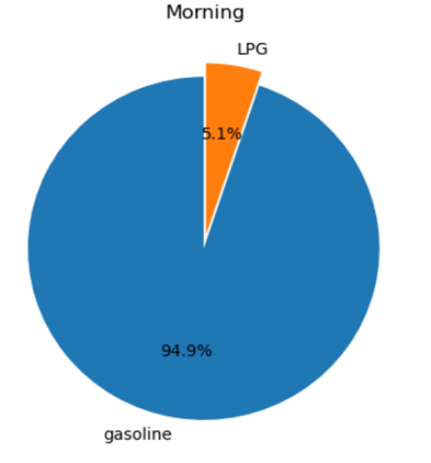 Morning
LPG
5.1%
94.9%
gasoline